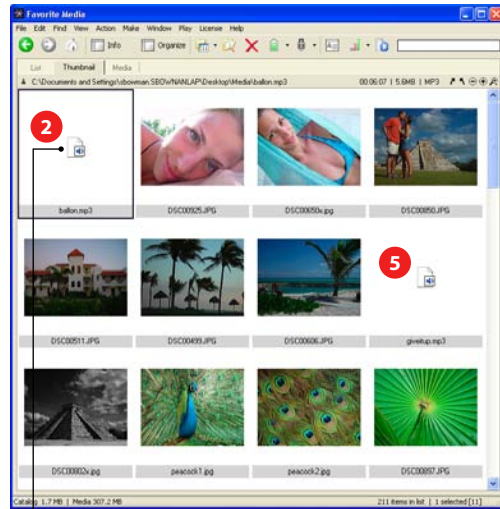 Favorite Media
File Edit Find View Action Make Window Play License Help
Info Organize
List Thumbnail Media
C:\Documents and Settings\sbowman.SBOWNANLAP\Desktop\Media\ballon.mp3 00:06:07 | 5.6MB | MP3
2
ballon.mp3 DSC00925.JPG DSC00650x.jpg DSC00850.JPG
5
DSC00511.JPG DSC00499.JPG DSC00606.JPG giveitup.mp3
DSC00802x.jpg peacock1.jpg peacock2.jpg DSC00897.JPG
Catalog 1.7 MB | Media 307.2 MB 211 items in list | 1 selected [11]